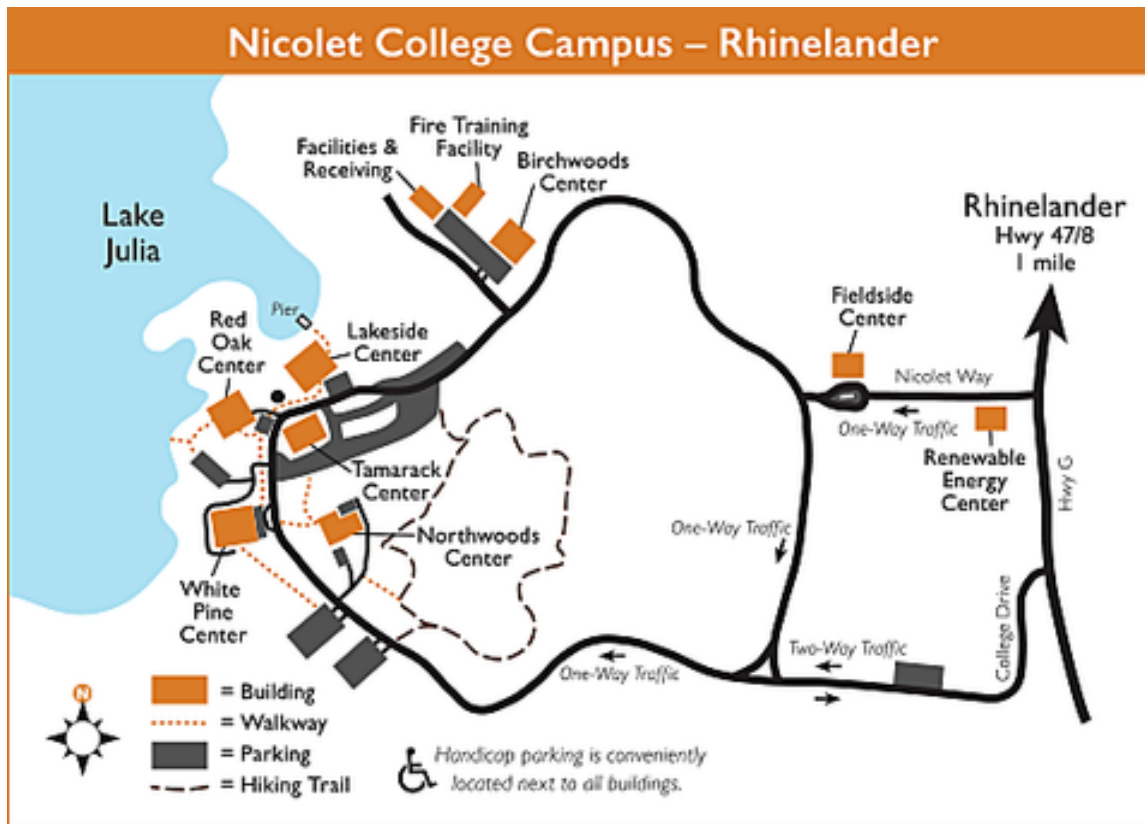 Nicolet College Campus – Rhinelander
Fire Training
Facility
Facilities &
Receiving
Birchwoods
Center
Lake
Julia
Rhinelander
Hwy 47/8
1 mile
Pier
Red
Oak
Center
Lakeside
Center
Fieldside
Center
Nicolet Way
One-Way Traffic
Renewable
Energy
Center
Hwy G
Tamarack
Center
Northwoods
Center
One-Way Traffic
White
Pine
Center
College Drive
Two-Way Traffic
One-Way Traffic
N
= Building
= Walkway
= Parking
= Hiking Trail
Handicap parking is conveniently
located next to all buildings.